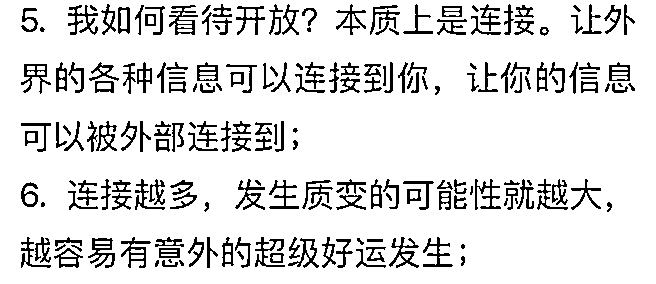 5. 我如何看待开放？本质上是连接。让外
界的各种信息可以连接到你，让你的信息
可以被外部连接到；
6. 连接越多，发生质变的可能性就越大，
越容易有意外的超级好运发生；